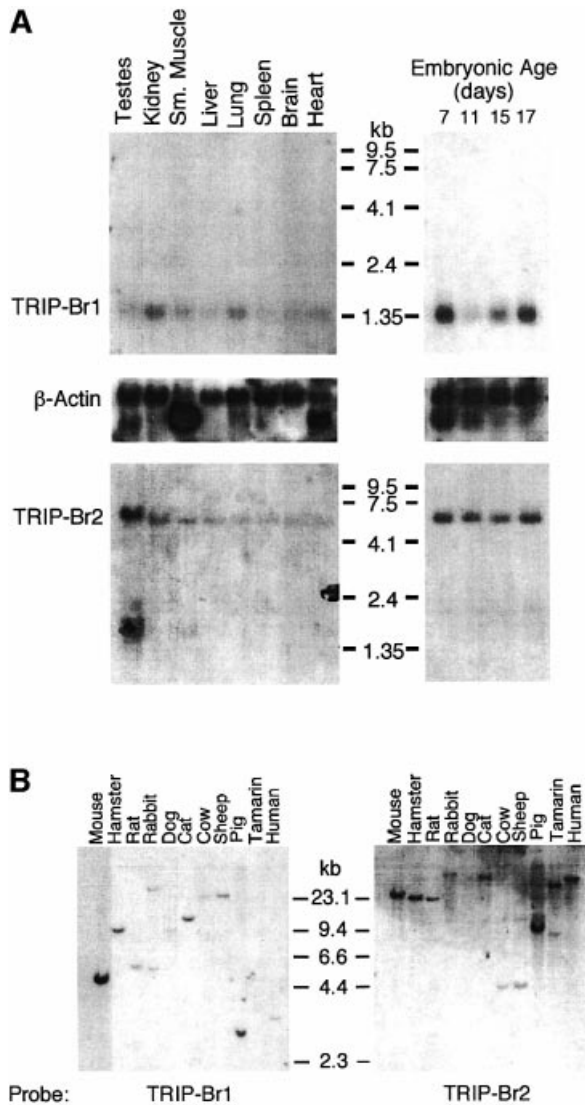 A
Testes
Kidney
Sm. Muscle
Liver
Lung
Spleen
Brain
Heart
Embryonic Age
(days)
7 11 15 17
kb
9.5
7.5
4.1
2.4
TRIP-Br1
1.35
β-Actin
9.5
7.5
TRIP-Br2
4.1
2.4
1.35
B
Mouse
Hamster
Rat
Rabbit
Dog
Cat
Cow
Sheep
Pig
Tamarin
Human
Mouse
Hamster
Rat
Rabbit
Dog
Cat
Cow
Sheep
Pig
Tamarin
Human
kb
23.1
9.4
6.6
4.4
2.3
Probe: TRIP-Br1 TRIP-Br2